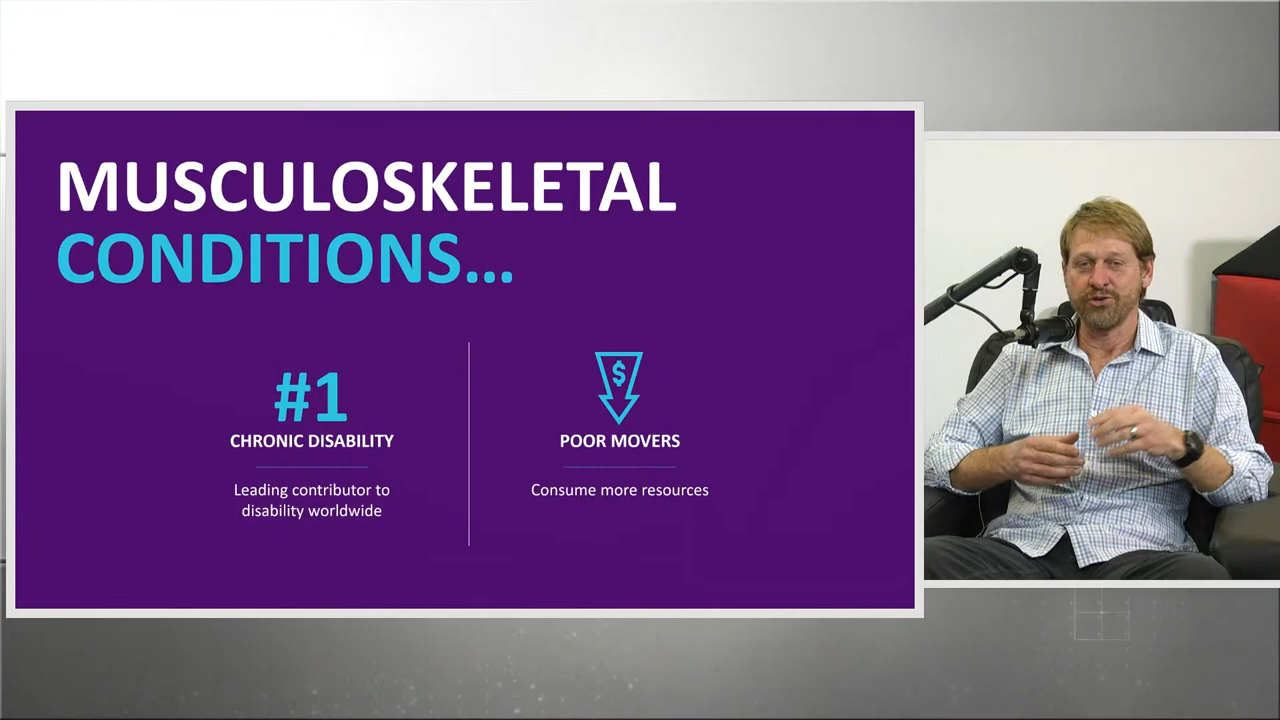 MUSCULOSKELETAL
CONDITIONS...
#1
CHRONIC DISABILITY
Leading contributor to
disability worldwide
$
POOR MOVERS
Consume more resources